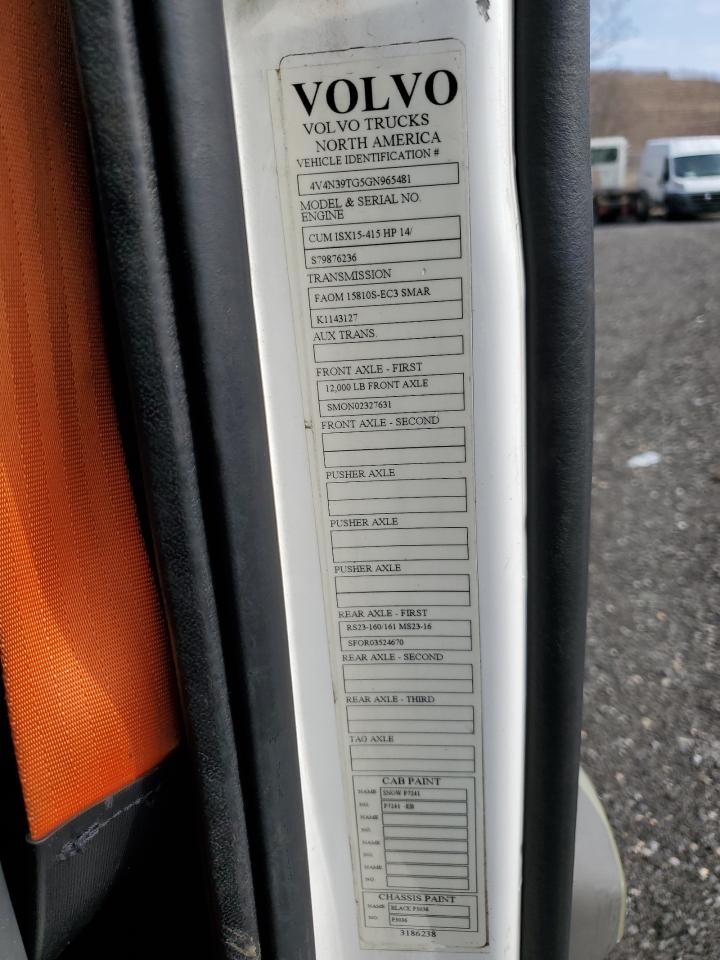 VOLVO
VOLVO TRUCKS
NORTH AMERICA
VEHICLE IDENTIFICATION #
4V4N39TG5GN965481
MODEL & SERIAL NO.
ENGINE
CUM ISX15-415 HP 14/
S79876236
TRANSMISSION
FAOM 15810S-EC3 SMAR
K1143127
AUX TRANS.
FRONT AXLE - FIRST
12,000 LB FRONT AXLE
SMON02327631
FRONT AXLE - SECOND
PUSHER AXLE
PUSHER AXLE
PUSHER AXLE
REAR AXLE - FIRST
RS23-160/161 MS23-16
SFOR03524670
REAR AXLE - SECOND
REAR AXLE - THIRD
TAG AXLE
CAB PAINT
NAME SNOW P7241
NO. P7241 -EB
NAME
NO.
NAME
NO.
NAME
NO.
CHASSIS PAINT
NAME BLACK P3036
NO. P3036
3186238